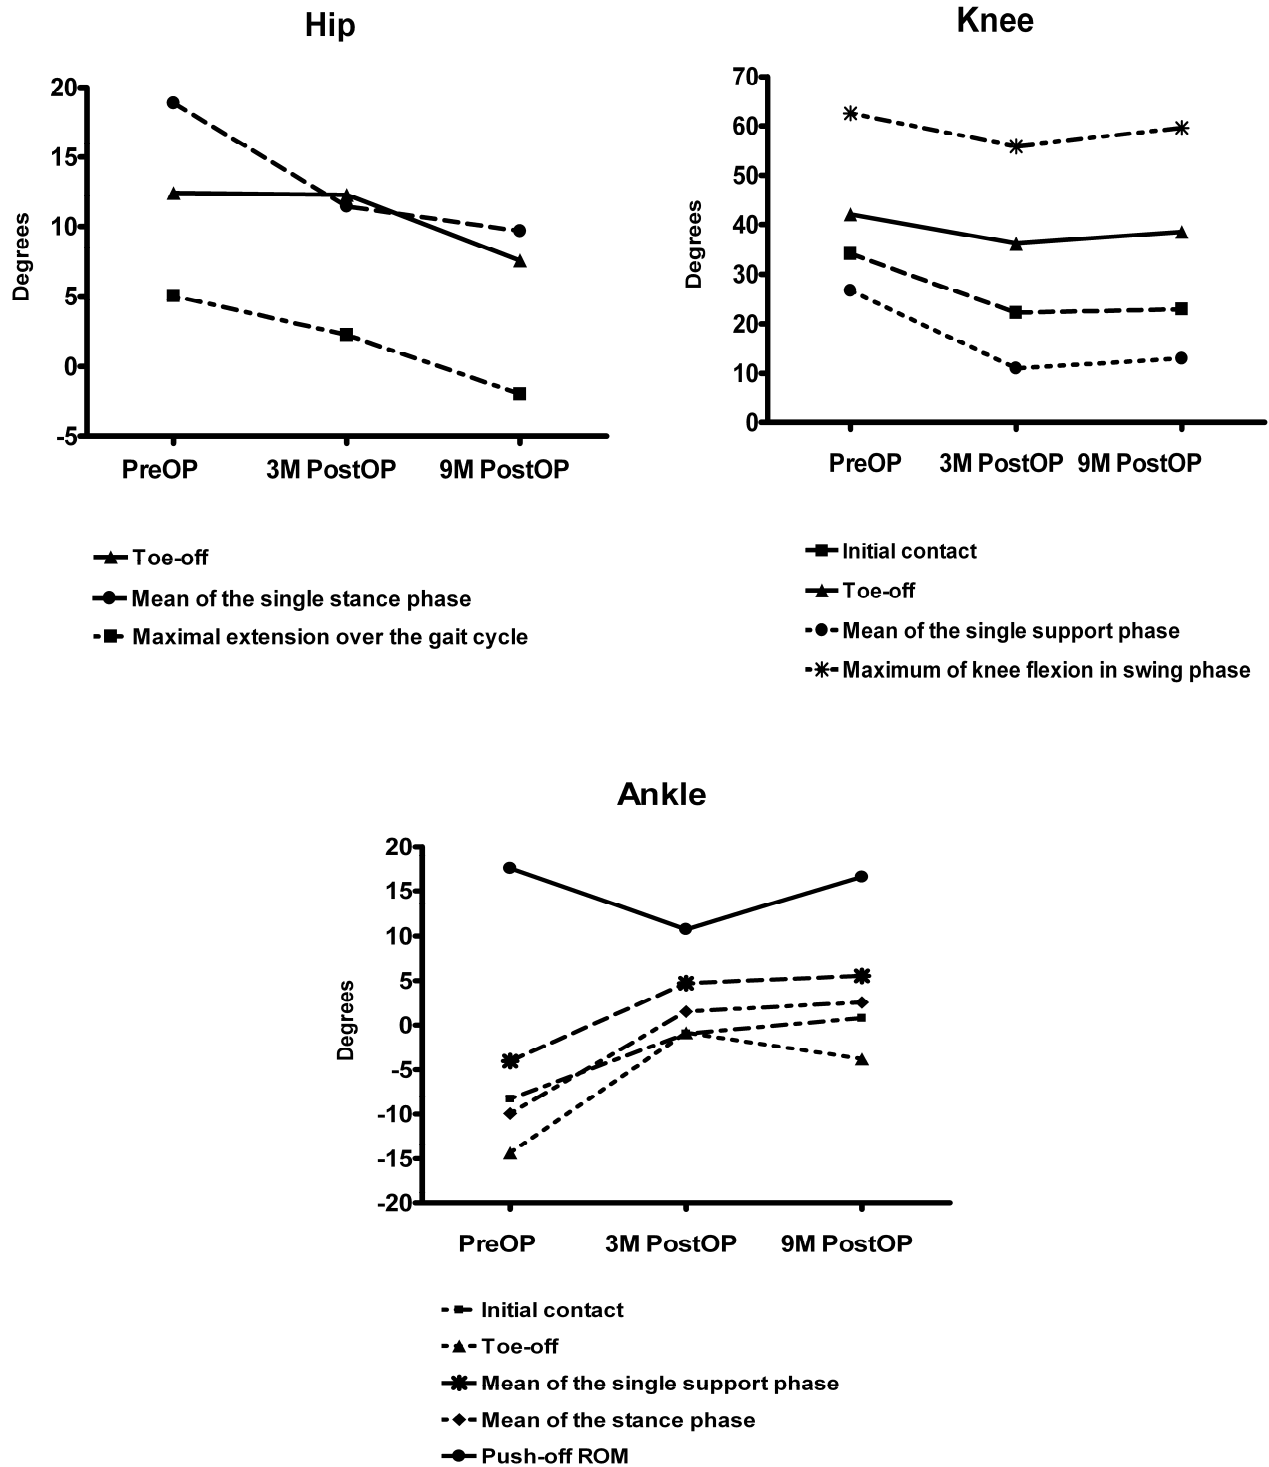 Hip
Degrees
20
15
10
5
0
-5
PreOP 3M PostOP 9M PostOP
Toe-off
Mean of the single stance phase
Maximal extension over the gait cycle
Knee
Degrees
70
60
50
40
30
20
10
0
PreOP 3M PostOP 9M PostOP
Initial contact
Toe-off
Mean of the single support phase
Maximum of knee flexion in swing phase
Ankle
Degrees
20
15
10
5
0
-5
-10
-15
-20
PreOP 3M PostOP 9M PostOP
Initial contact
Toe-off
Mean of the single support phase
Mean of the stance phase
Push-off ROM